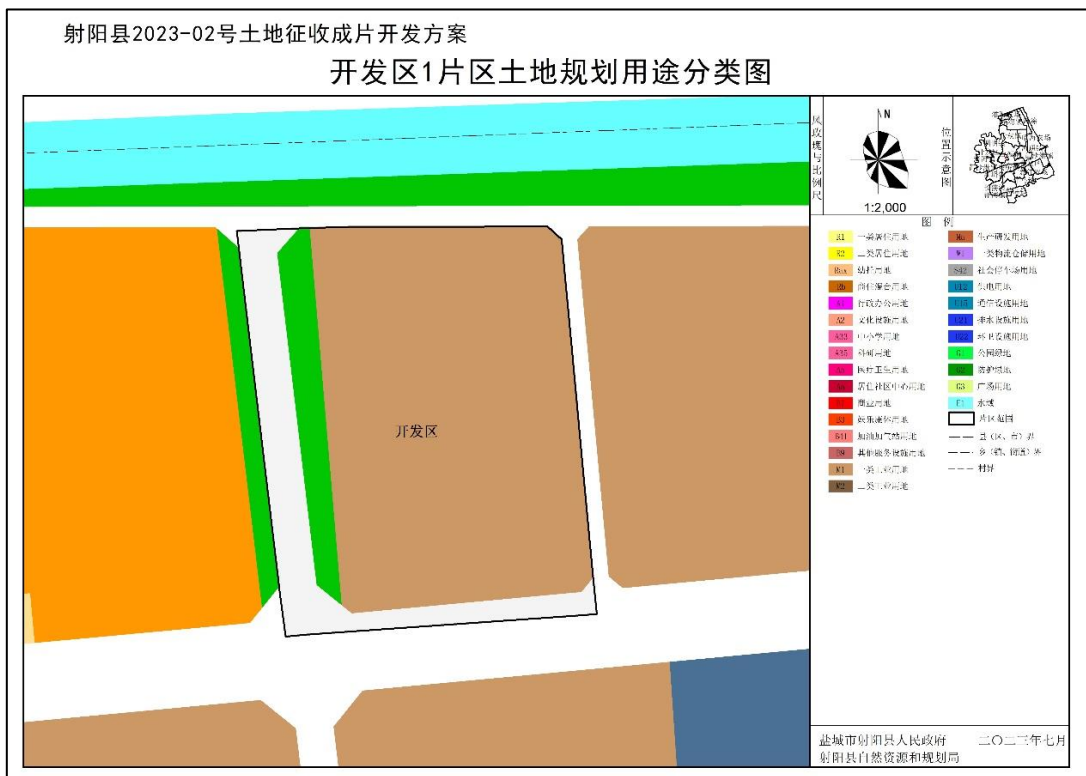 射阳县2023-02号土地征收成片开发方案
开发区1片区土地规划用途分类图
风玫瑰与比例尺
N
1:2,000
位置示意图
图 例
R1 一类居住用地
R2 二类居住用地
幼托用地
Rb 商住混合用地
A1 行政办公用地
A2 文化设施用地
A33 中小学用地
A35 科研用地
A5 医疗卫生用地
居住社区中心用地
商业用地
B3 娱乐康体用地
B41 加油加气站用地
B9 其他服务设施用地
M1 一类工业用地
M2 二类工业用地
Ma 生产研发用地
W1 一类物流仓储用地
S42 社会停车场用地
U12 供电用地
U15 通信设施用地
U21 排水设施用地
U22 环卫设施用地
G1 公园绿地
G2 防护绿地
G3 广场用地
E1 水域
片区范围
县（区、市）界
乡（镇、街道）界
村界
开发区
盐城市射阳县人民政府 二〇二三年七月
射阳县自然资源和规划局